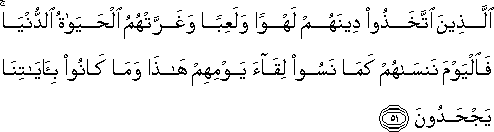 ٱلَّذِينَ ٱتَّخَذُوا۟ دِينَهُمْ لَهْوًا وَلَعِبًا وَغَرَّتْهُمُ ٱلْحَيَوٰةُ ٱلدُّنْيَا ۚ
فَٱلْيَوْمَ نَنسَىٰهُمْ كَمَا نَسُوا۟ لِقَآءَ يَوْمِهِمْ هَـٰذَا وَمَا كَانُوا۟ بِـَٔايَـٰتِنَا
يَجْحَدُونَ ﴿٥١﴾